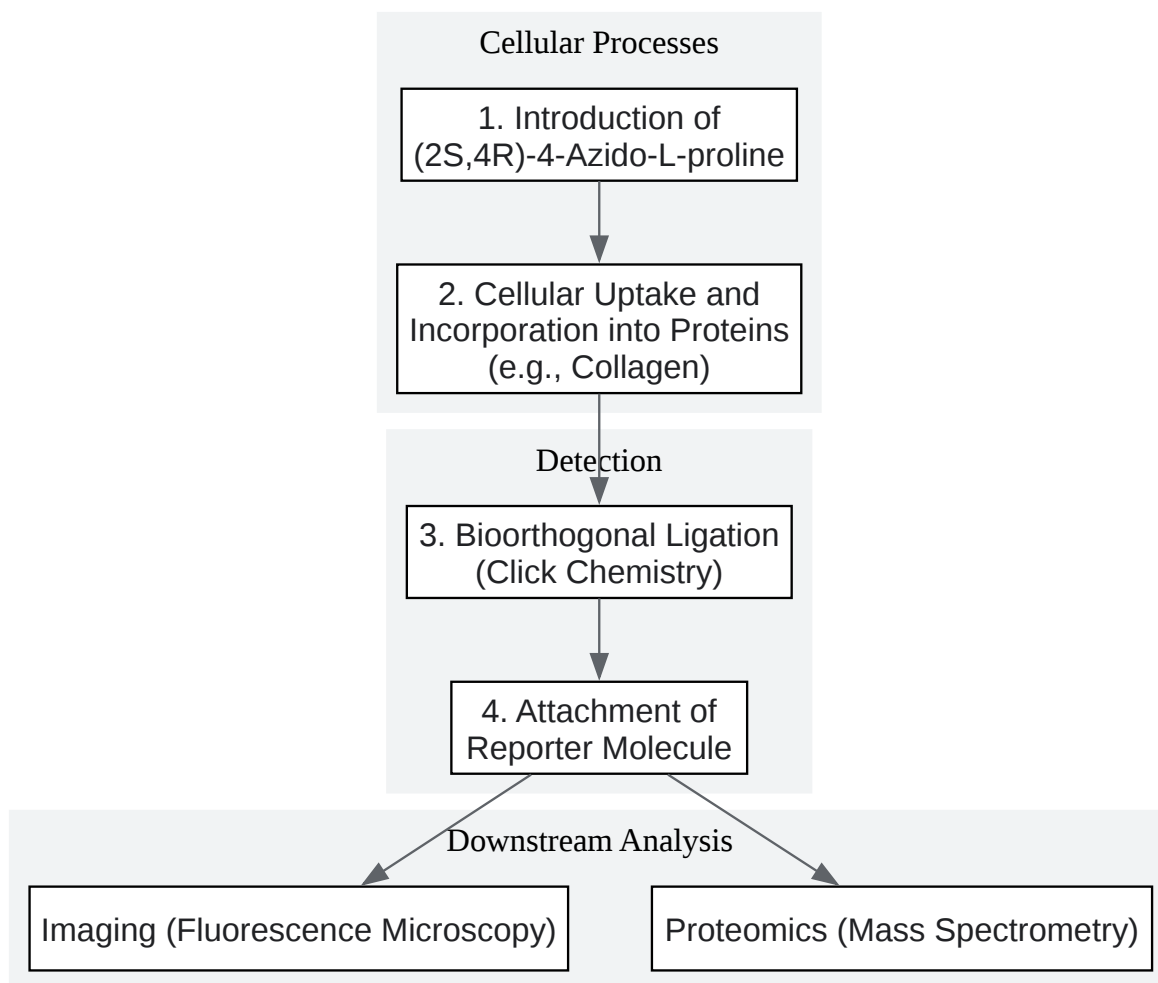 Cellular Processes
1. Introduction of
(2S,4R)-4-Azido-L-proline
2. Cellular Uptake and
Incorporation into Proteins
(e.g., Collagen)
Detection
3. Bioorthogonal Ligation
(Click Chemistry)
4. Attachment of
Reporter Molecule
Downstream Analysis
Imaging (Fluorescence Microscopy)
Proteomics (Mass Spectrometry)